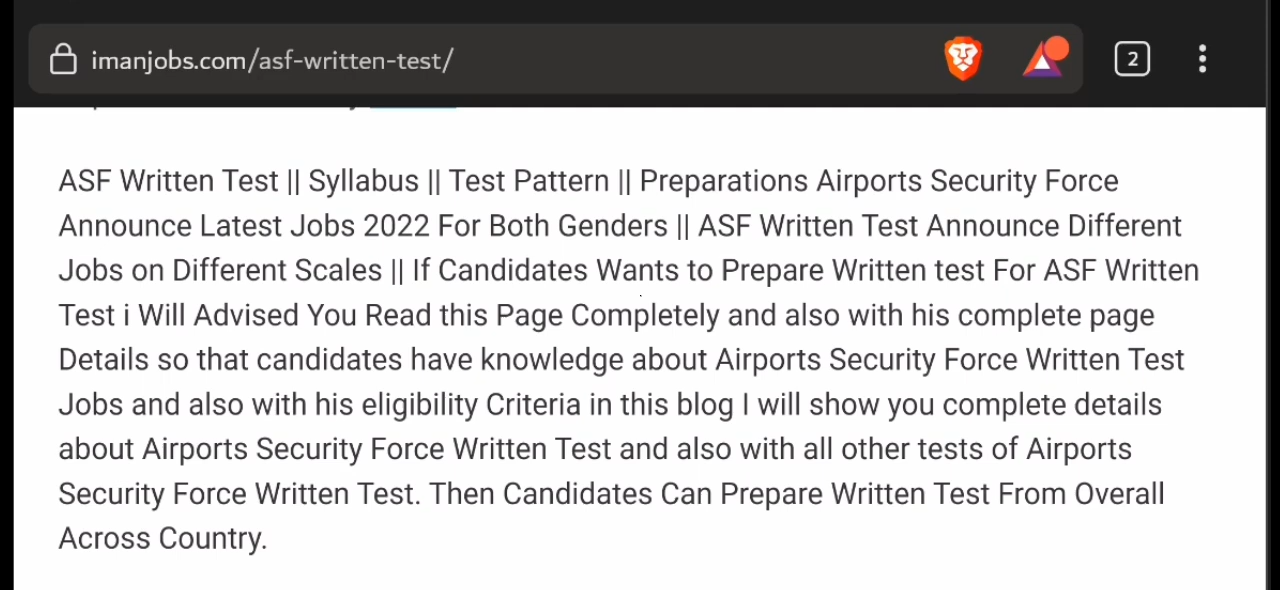 imanjobs.com/asf-written-test/
2
ASF Written Test || Syllabus || Test Pattern || Preparations Airports Security Force
Announce Latest Jobs 2022 For Both Genders || ASF Written Test Announce Different
Jobs on Different Scales || If Candidates Wants to Prepare Written test For ASF Written
Test i Will Advised You Read this Page Completely and also with his complete page
Details so that candidates have knowledge about Airports Security Force Written Test
Jobs and also with his eligibility Criteria in this blog I will show you complete details
about Airports Security Force Written Test and also with all other tests of Airports
Security Force Written Test. Then Candidates Can Prepare Written Test From Overall
Across Country.